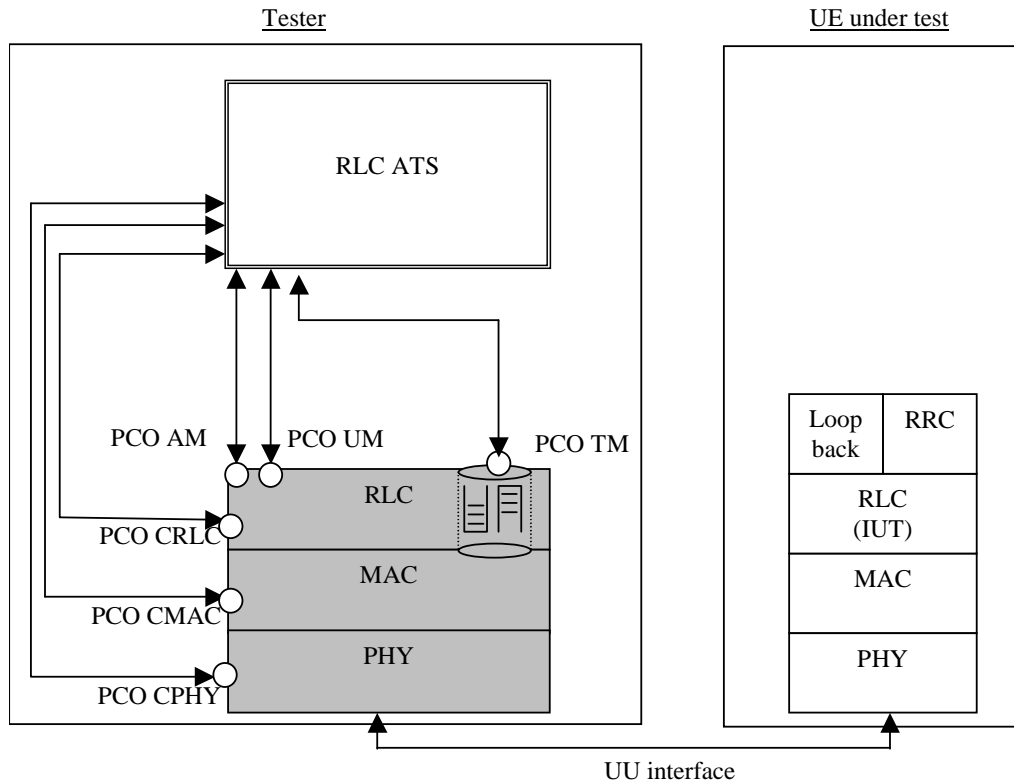 Tester
UE under test
RLC ATS
PCO AM
PCO UM
PCO TM
Loop
back
RRC
RLC
RLC
(IUT)
PCO CRLC
MAC
MAC
PCO CMAC
PHY
PHY
PCO CPHY
UU interface